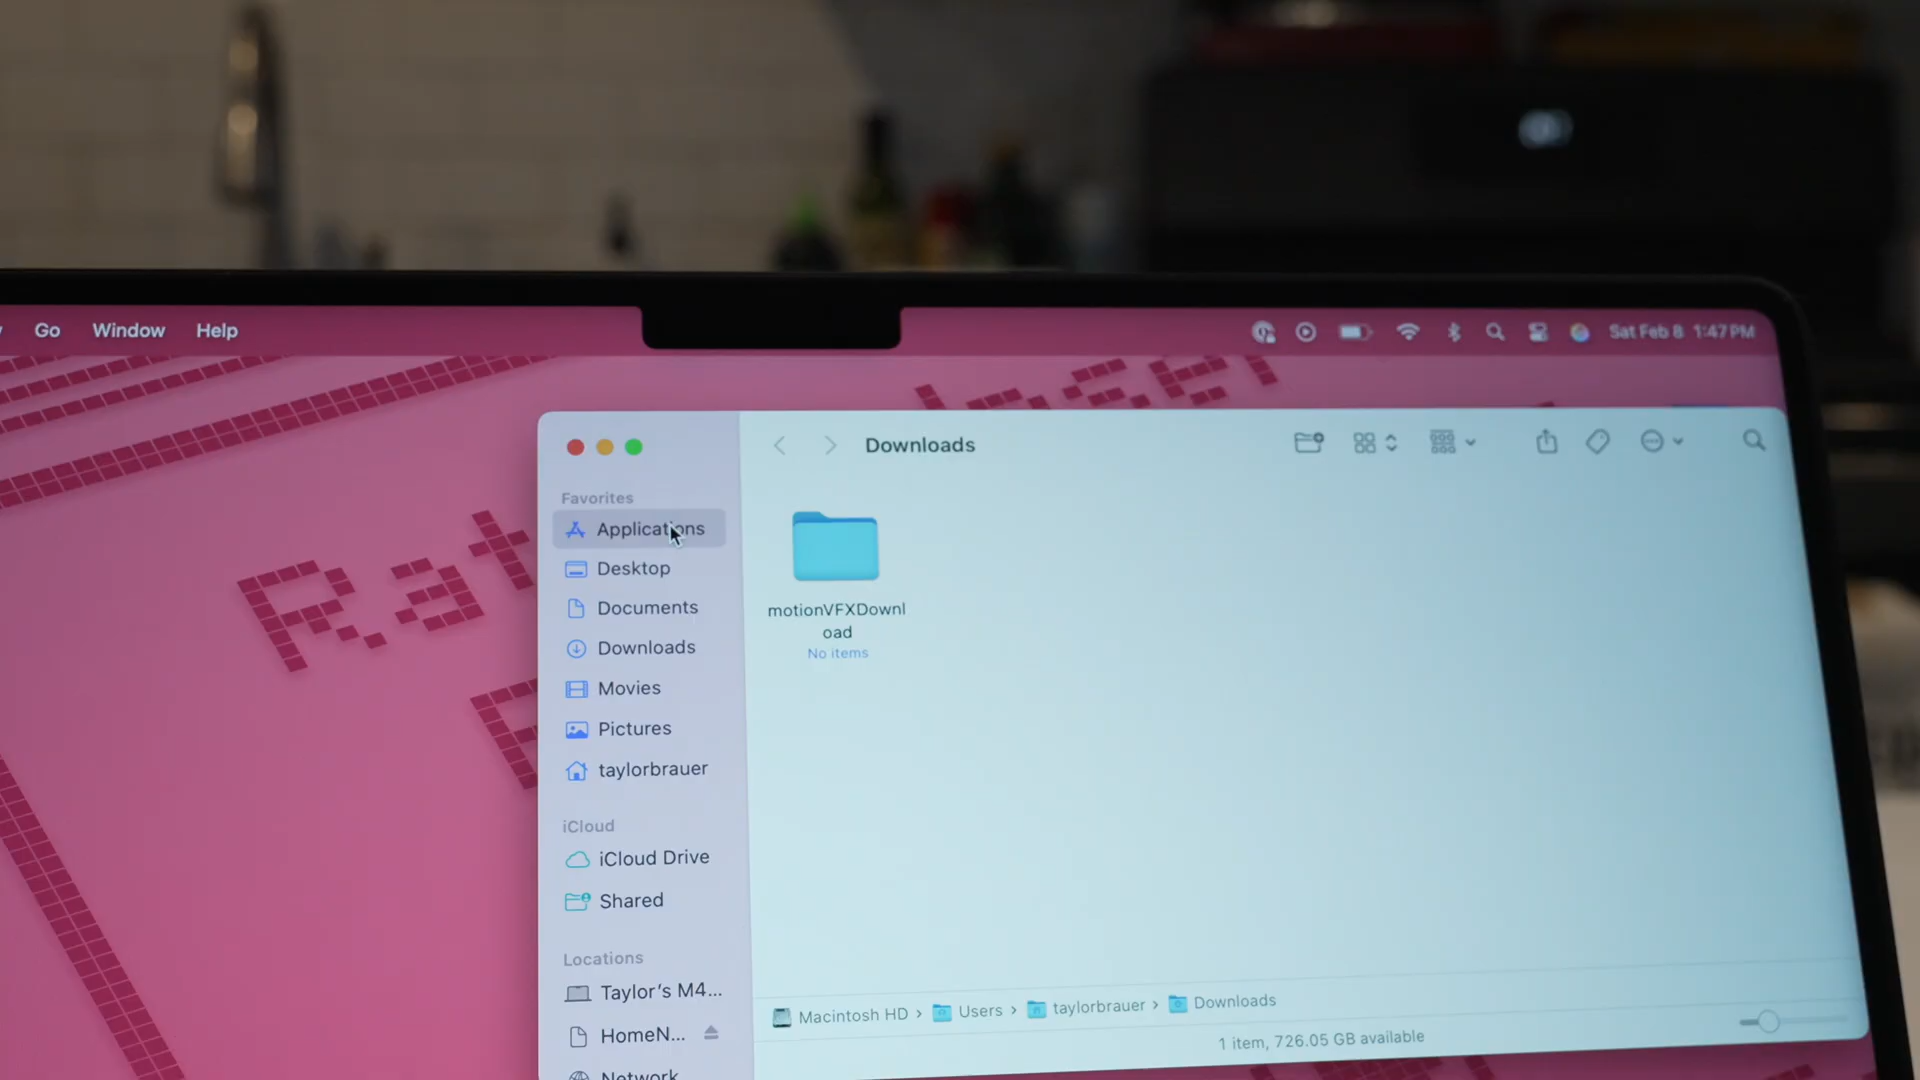 Go Window Help
Sat Feb 8 1:47 PM
Downloads
Favorites
Applications
Desktop
Documents
Downloads
Movies
Pictures
taylorbrauer
iCloud
iCloud Drive
Shared
Locations
Taylor's M4...
HomeN...
Network
motionVFXDownl
oad
No items
Macintosh HD › Users › taylorbrauer › Downloads
1 item, 726.05 GB available